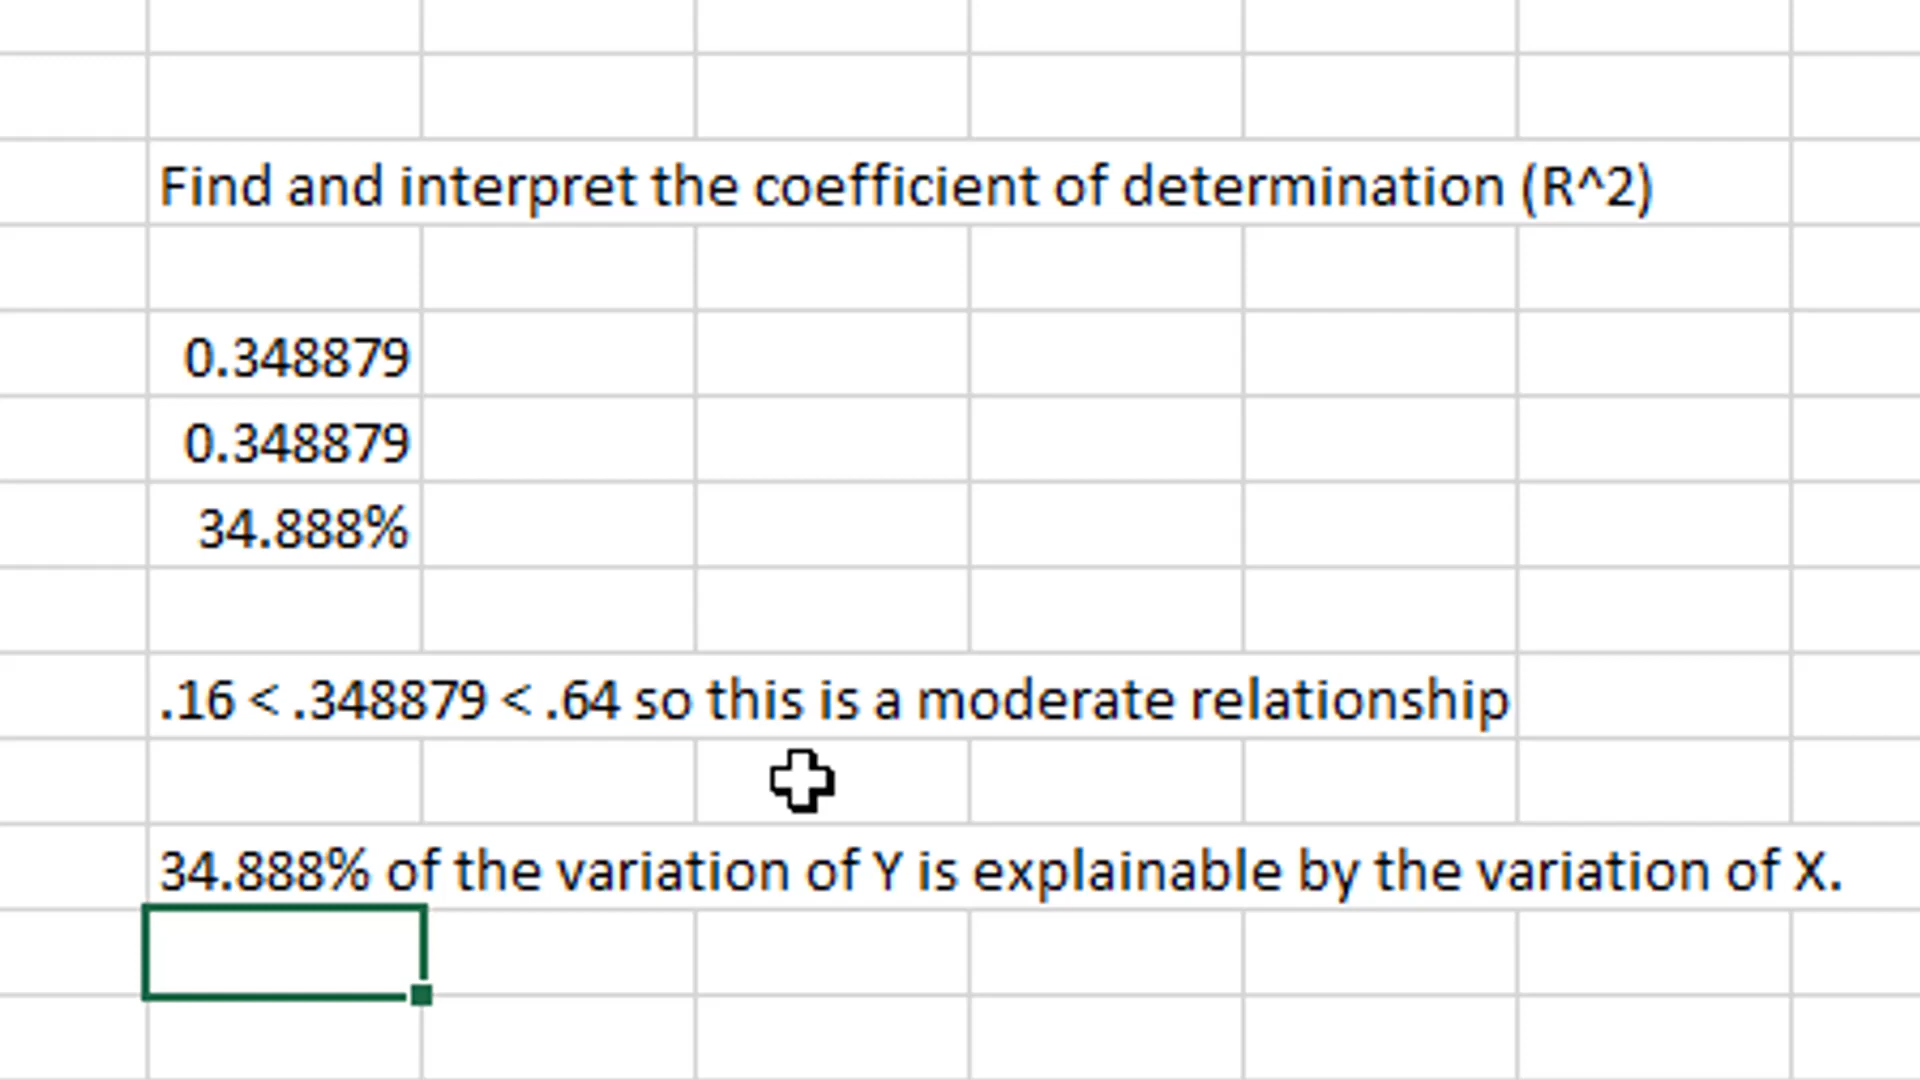 Find and interpret the coefficient of determination (R^2)
0.348879
0.348879
34.888%
.16 < .348879 < .64 so this is a moderate relationship
34.888% of the variation of Y is explainable by the variation of X.